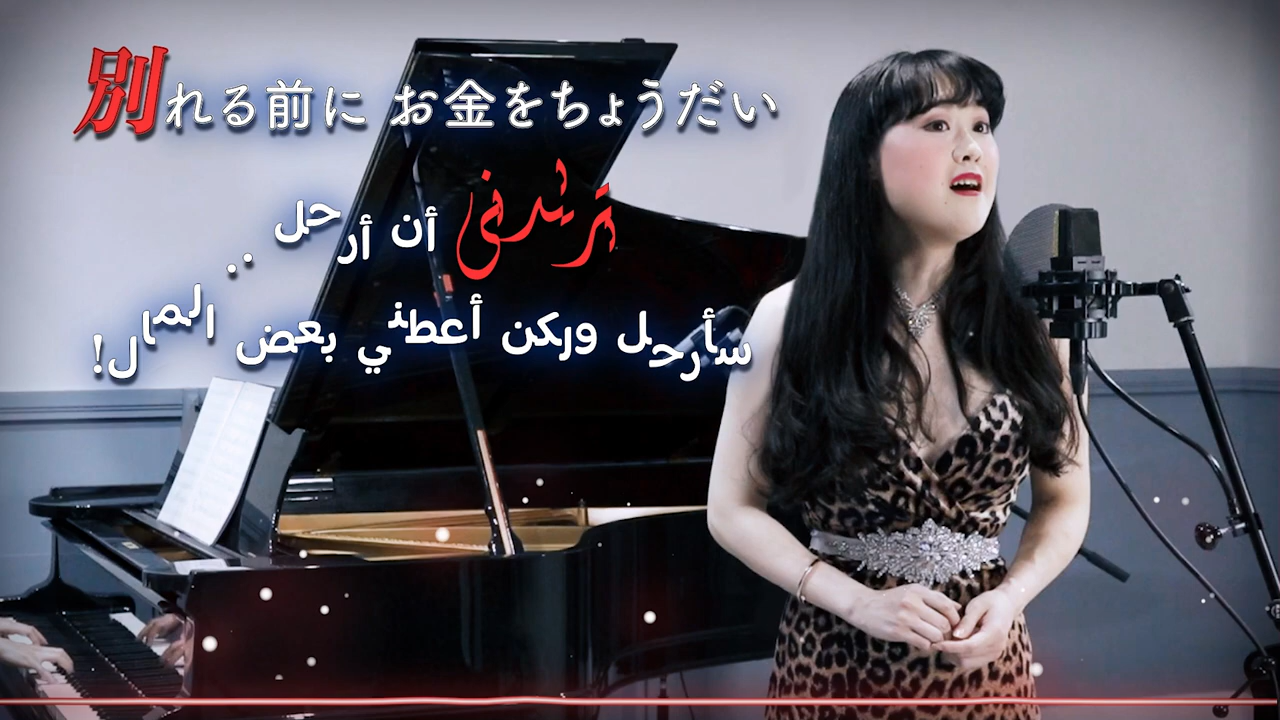 別れる前に お金をちょうだい
تريدني أن أرحل ..
سأرحل ولكن أعطني بعض المال!